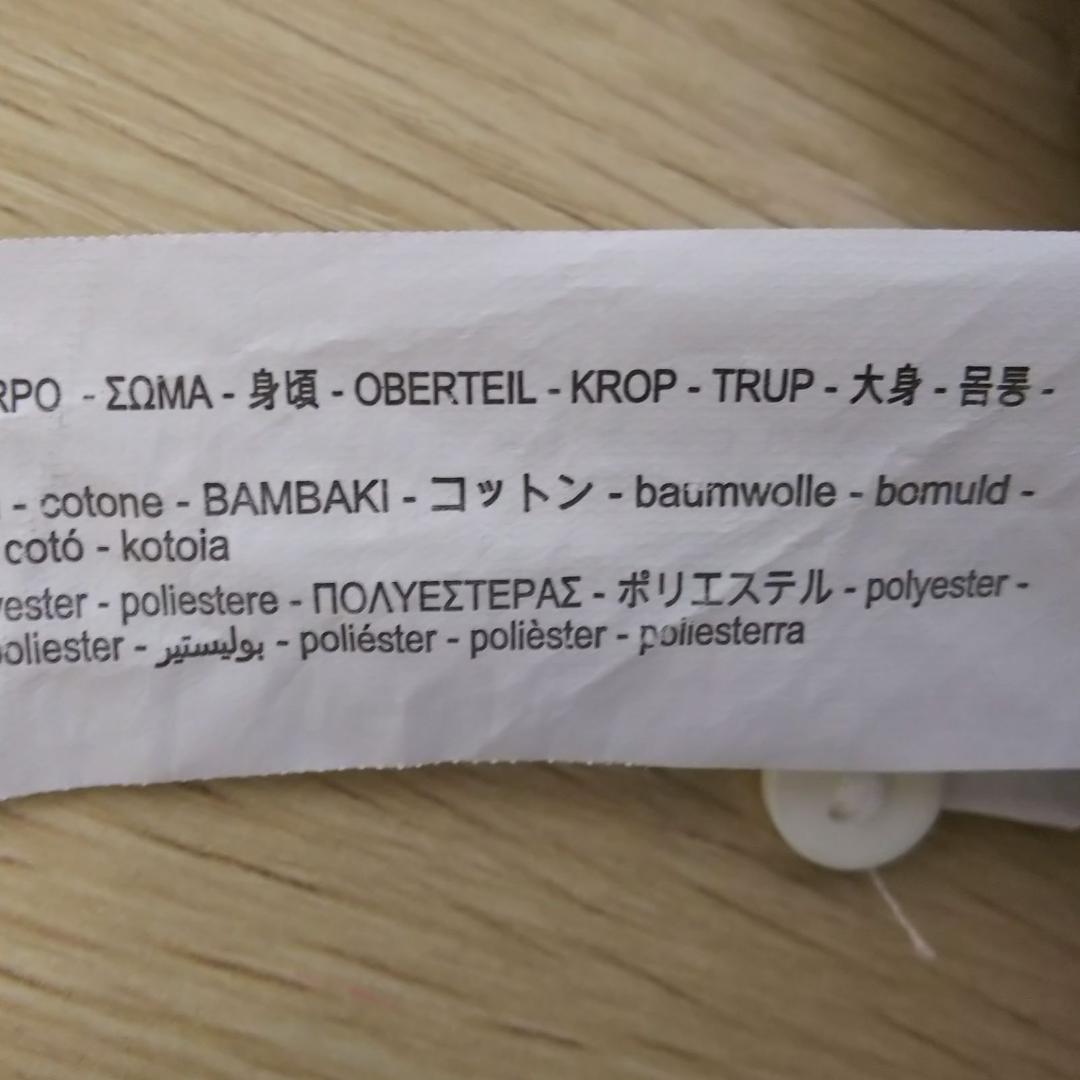 RPO - ΣΩΜΑ - 身頃 - OBERTEIL - KROP - TRUP - 大身 - 몸통 -
- cotone - BAMBAKI - コットン - baumwolle - bomuld -
cotó - kotoia
yester - poliestere - ΠΟΛΥΕΣΤΕΡΑΣ - ポリエステル - polyester -
poliester - بوليستير - poliéster - polièster - poliesterra